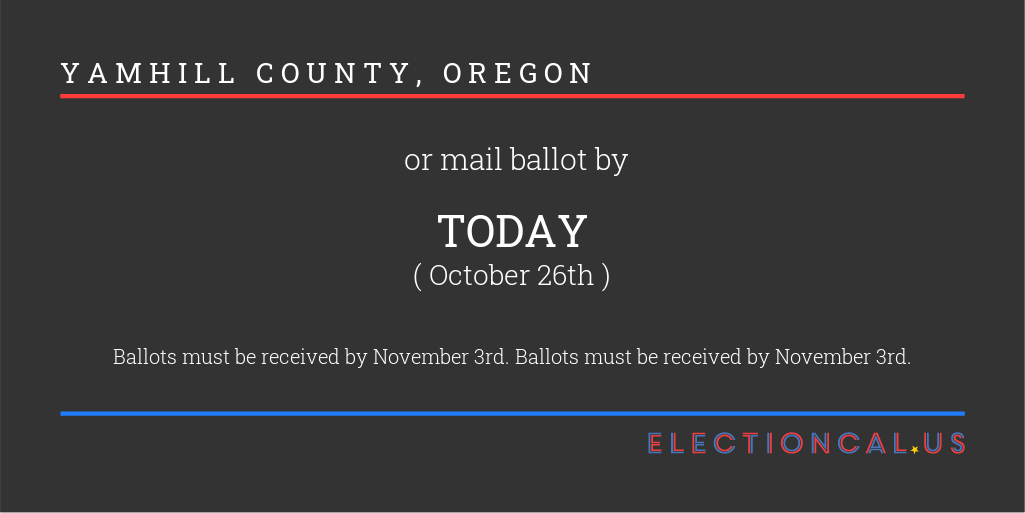 YAMHILL COUNTY, OREGON
or mail ballot by
TODAY
( October 26th )
Ballots must be received by November 3rd. Ballots must be received by November 3rd.
ELECTIONCAL.US